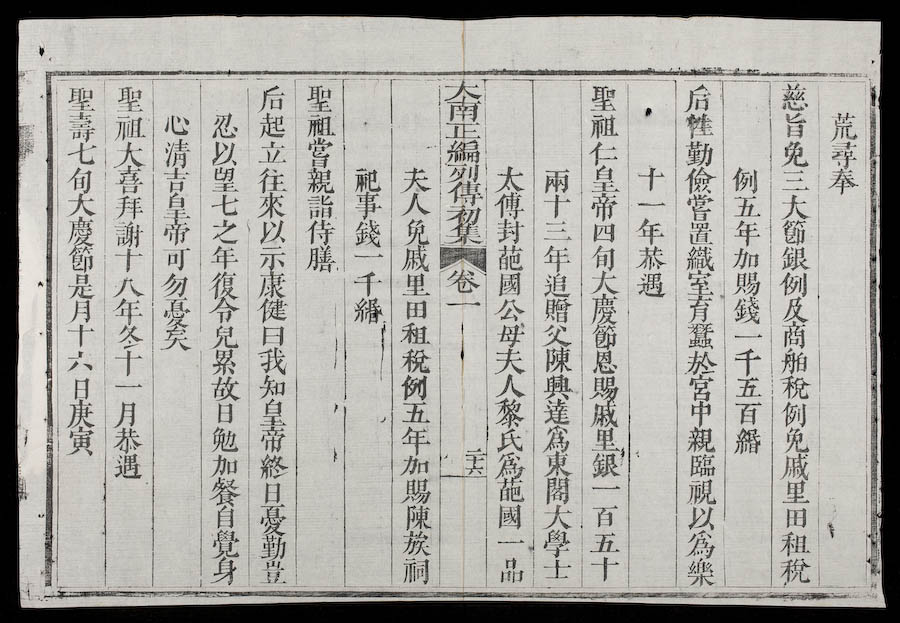 荒尋奉
慈旨免三大節銀例及商舶稅例免戚里田租稅
例五年加賜錢一千五百緡
后性勤儉嘗置織室育蠶於宮中親臨視以爲樂
十一年恭遇
聖祖仁皇帝四旬大慶節恩賜戚里銀一百五十
兩十三年追贈父陳興達爲東閣大學士
太傅封葩國公母夫人黎氏爲葩國一品
大南正編列傳初集 卷一 二十六
夫人免戚里田租稅例五年加賜陳族祠
祀事錢一千緡
聖祖嘗親詣侍膳
后起立往來以示康健曰我知皇帝終日憂勤豈
忍以望七之年復令兒累故日勉加餐自覺身
心清吉皇帝可勿憂矣
聖祖大喜拜謝十八年冬十一月恭遇
聖壽七旬大慶節是月十六日庚寅